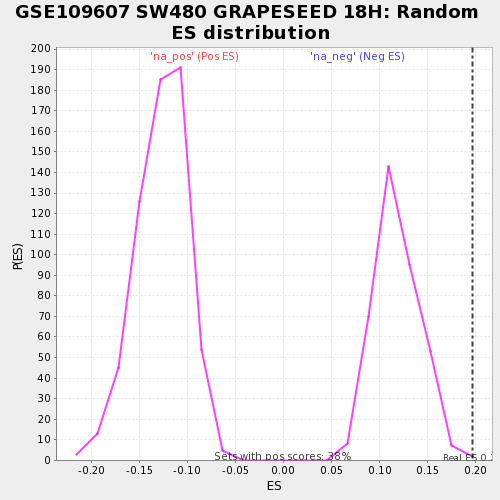 GSE109607 SW480 GRAPESEED 18H: Random
ES distribution
'na_pos' (Pos ES) 'na_neg' (Neg ES)
200
190
180
170
160
150
140
130
120
110
100
90
80
70
60
50
40
30
20
10
0
P(ES)
Sets with pos scores: 38%
Real ES 0.
-0.20 -0.15 -0.10 -0.05 0.00 0.05 0.10 0.15 0.20
ES